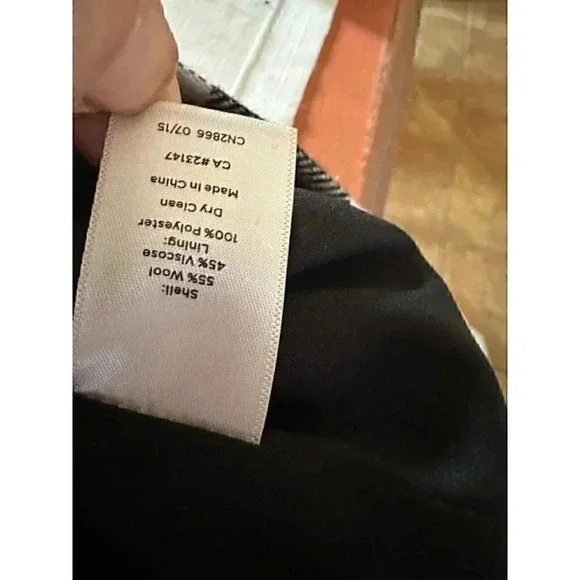 Shell:
55% Wool
45% Viscose
Lining:
100% Polyester
Dry Clean
Made In China
CA #23147
CN2866 07/15